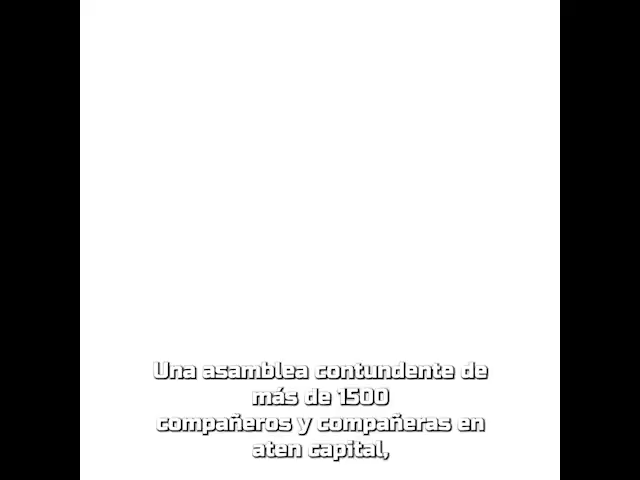 Una asamblea contundente de
más de 1500
compañeros y compañeras en
aten capital,